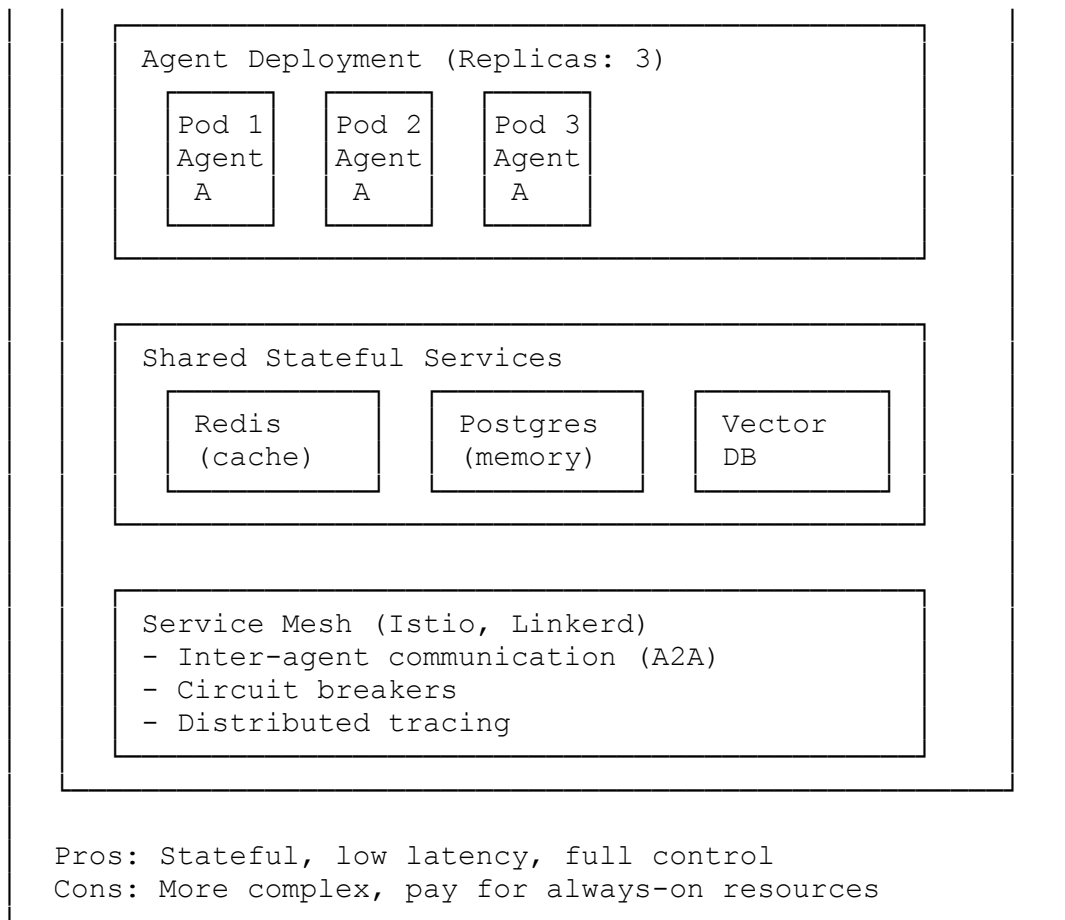 Agent Deployment (Replicas: 3)
Pod 1 Pod 2 Pod 3
Agent Agent Agent
A A A
Shared Stateful Services
Redis Postgres Vector
(cache) (memory) DB
Service Mesh (Istio, Linkerd)
- Inter-agent communication (A2A)
- Circuit breakers
- Distributed tracing
Pros: Stateful, low latency, full control
Cons: More complex, pay for always-on resources